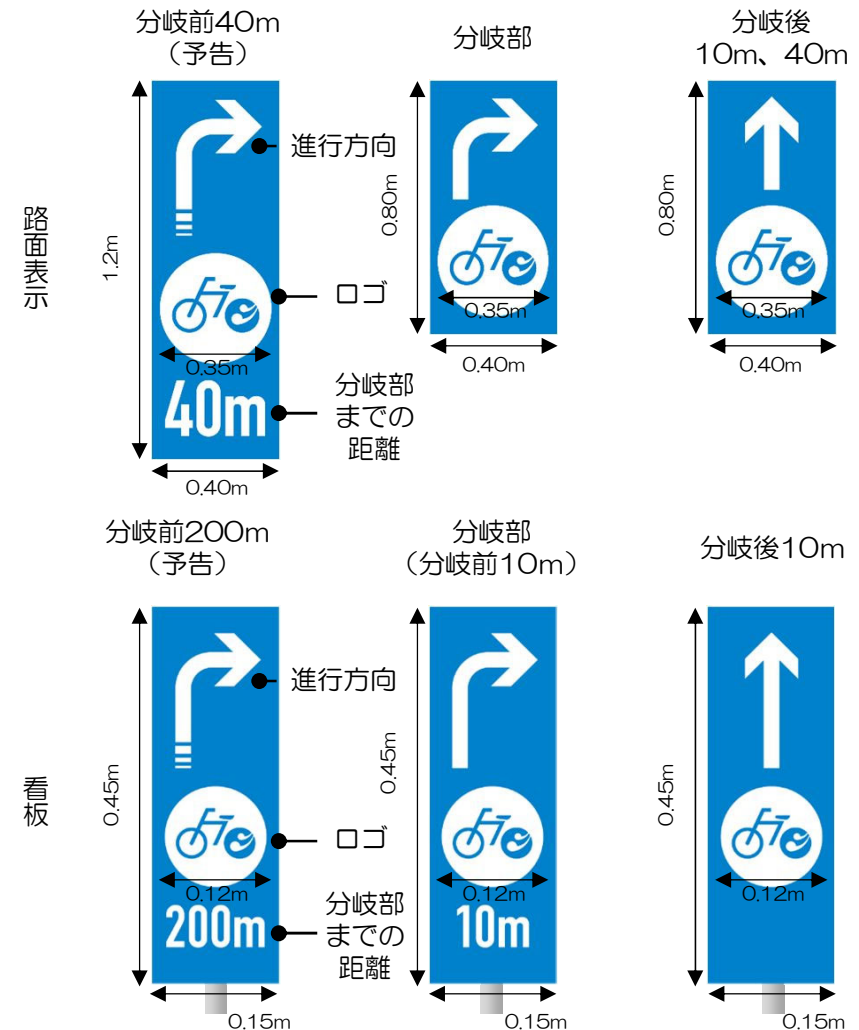 分岐前40m
（予告）
分岐部
分岐後
10m、40m
路面表示
1.2m
進行方向
ロゴ
0.35m
40m
分岐部
までの
距離
0.40m
0.80m
0.35m
0.40m
0.80m
0.35m
0.40m
分岐前200m
（予告）
分岐部
（分岐前10m）
分岐後10m
看板
0.45m
進行方向
ロゴ
0.12m
200m
分岐部
までの
距離
0.15m
0.45m
0.12m
10m
0.15m
0.45m
0.12m
0.15m